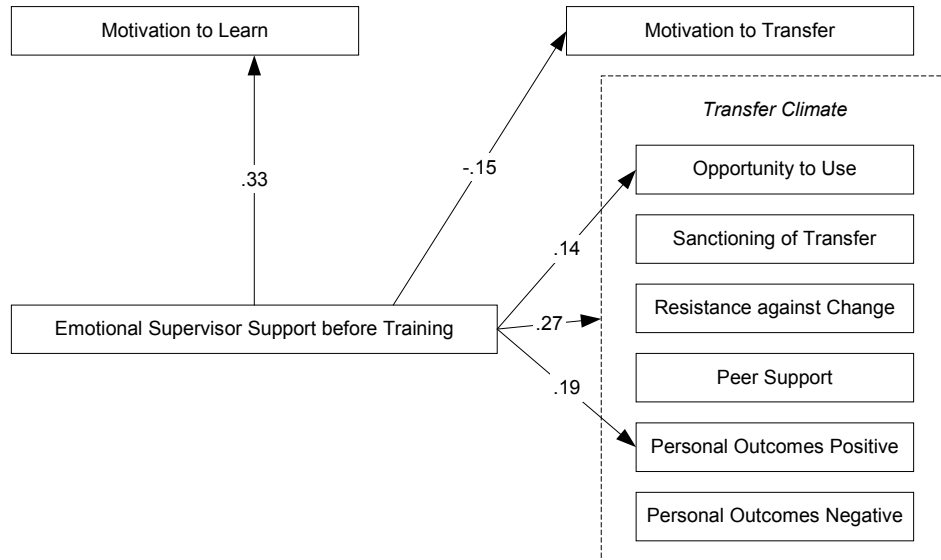 Motivation to Learn
Motivation to Transfer
Transfer Climate
Opportunity to Use
-.15
.33
Sanctioning of Transfer
.14
Resistance against Change
Emotional Supervisor Support before Training
.27
Peer Support
.19
Personal Outcomes Positive
Personal Outcomes Negative